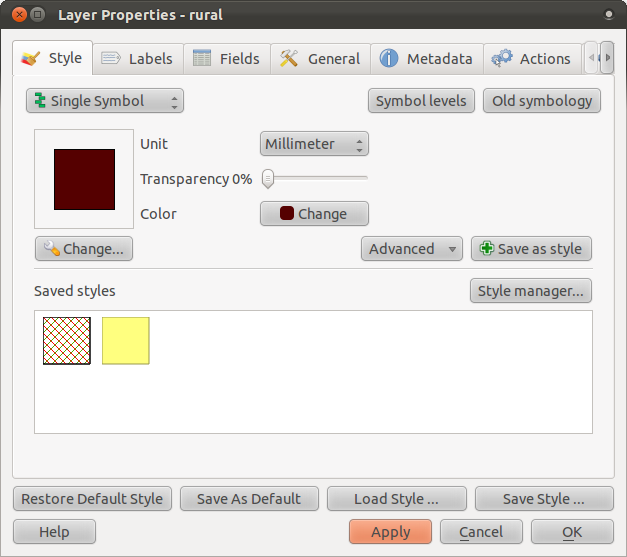 Layer Properties - rural
Style Labels Fields General Metadata Actions
Single Symbol Symbol levels Old symbology
Unit Millimeter
Transparency 0%
Color Change
Change... Advanced Save as style
Saved styles Style manager...
Restore Default Style Save As Default Load Style ... Save Style ...
Help Apply Cancel OK